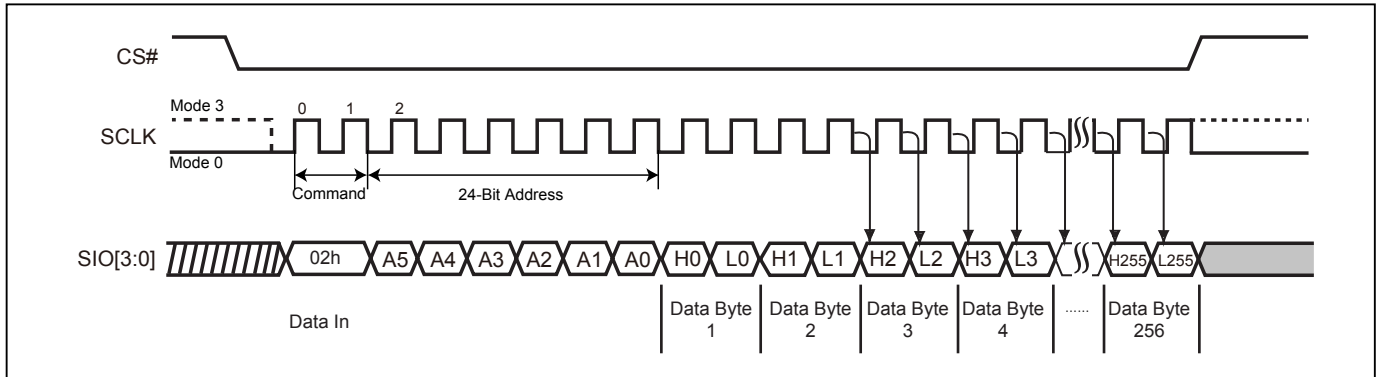 CS#
Mode 3
0 1 2
SCLK
Mode 0
Command
24-Bit Address
SIO[3:0]
02h A5 A4 A3 A2 A1 A0 H0 L0 H1 L1 H2 L2 H3 L3 H255 L255
Data In
Data Byte 1
Data Byte 2
Data Byte 3
Data Byte 4
......
Data Byte 256